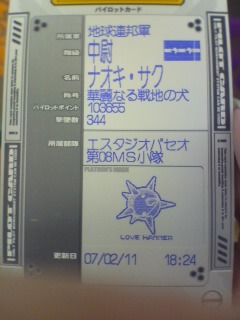 パイロットカード
所属軍 地球連邦軍
階級 中尉
名前 ナオキ・サク
称号 華麗なる戦地の犬
パイロットポイント 103655
撃墜数 344
所属部隊 エスタジオパセオ
第08MS小隊
PLATOON'S MARK
LOVE HAMMER
更新日 07/02/11 18:24